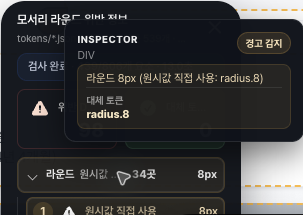 모서리 라운드 위반 정보
tokens/*.js
검사 완료
INSPECTOR
경고 감지
DIV
라운드 8px (원시값 직접 사용: radius.8)
대체 토큰
radius.8
라운드 원시값 ... 34곳 8px
1 원시값 직접 사용 8px